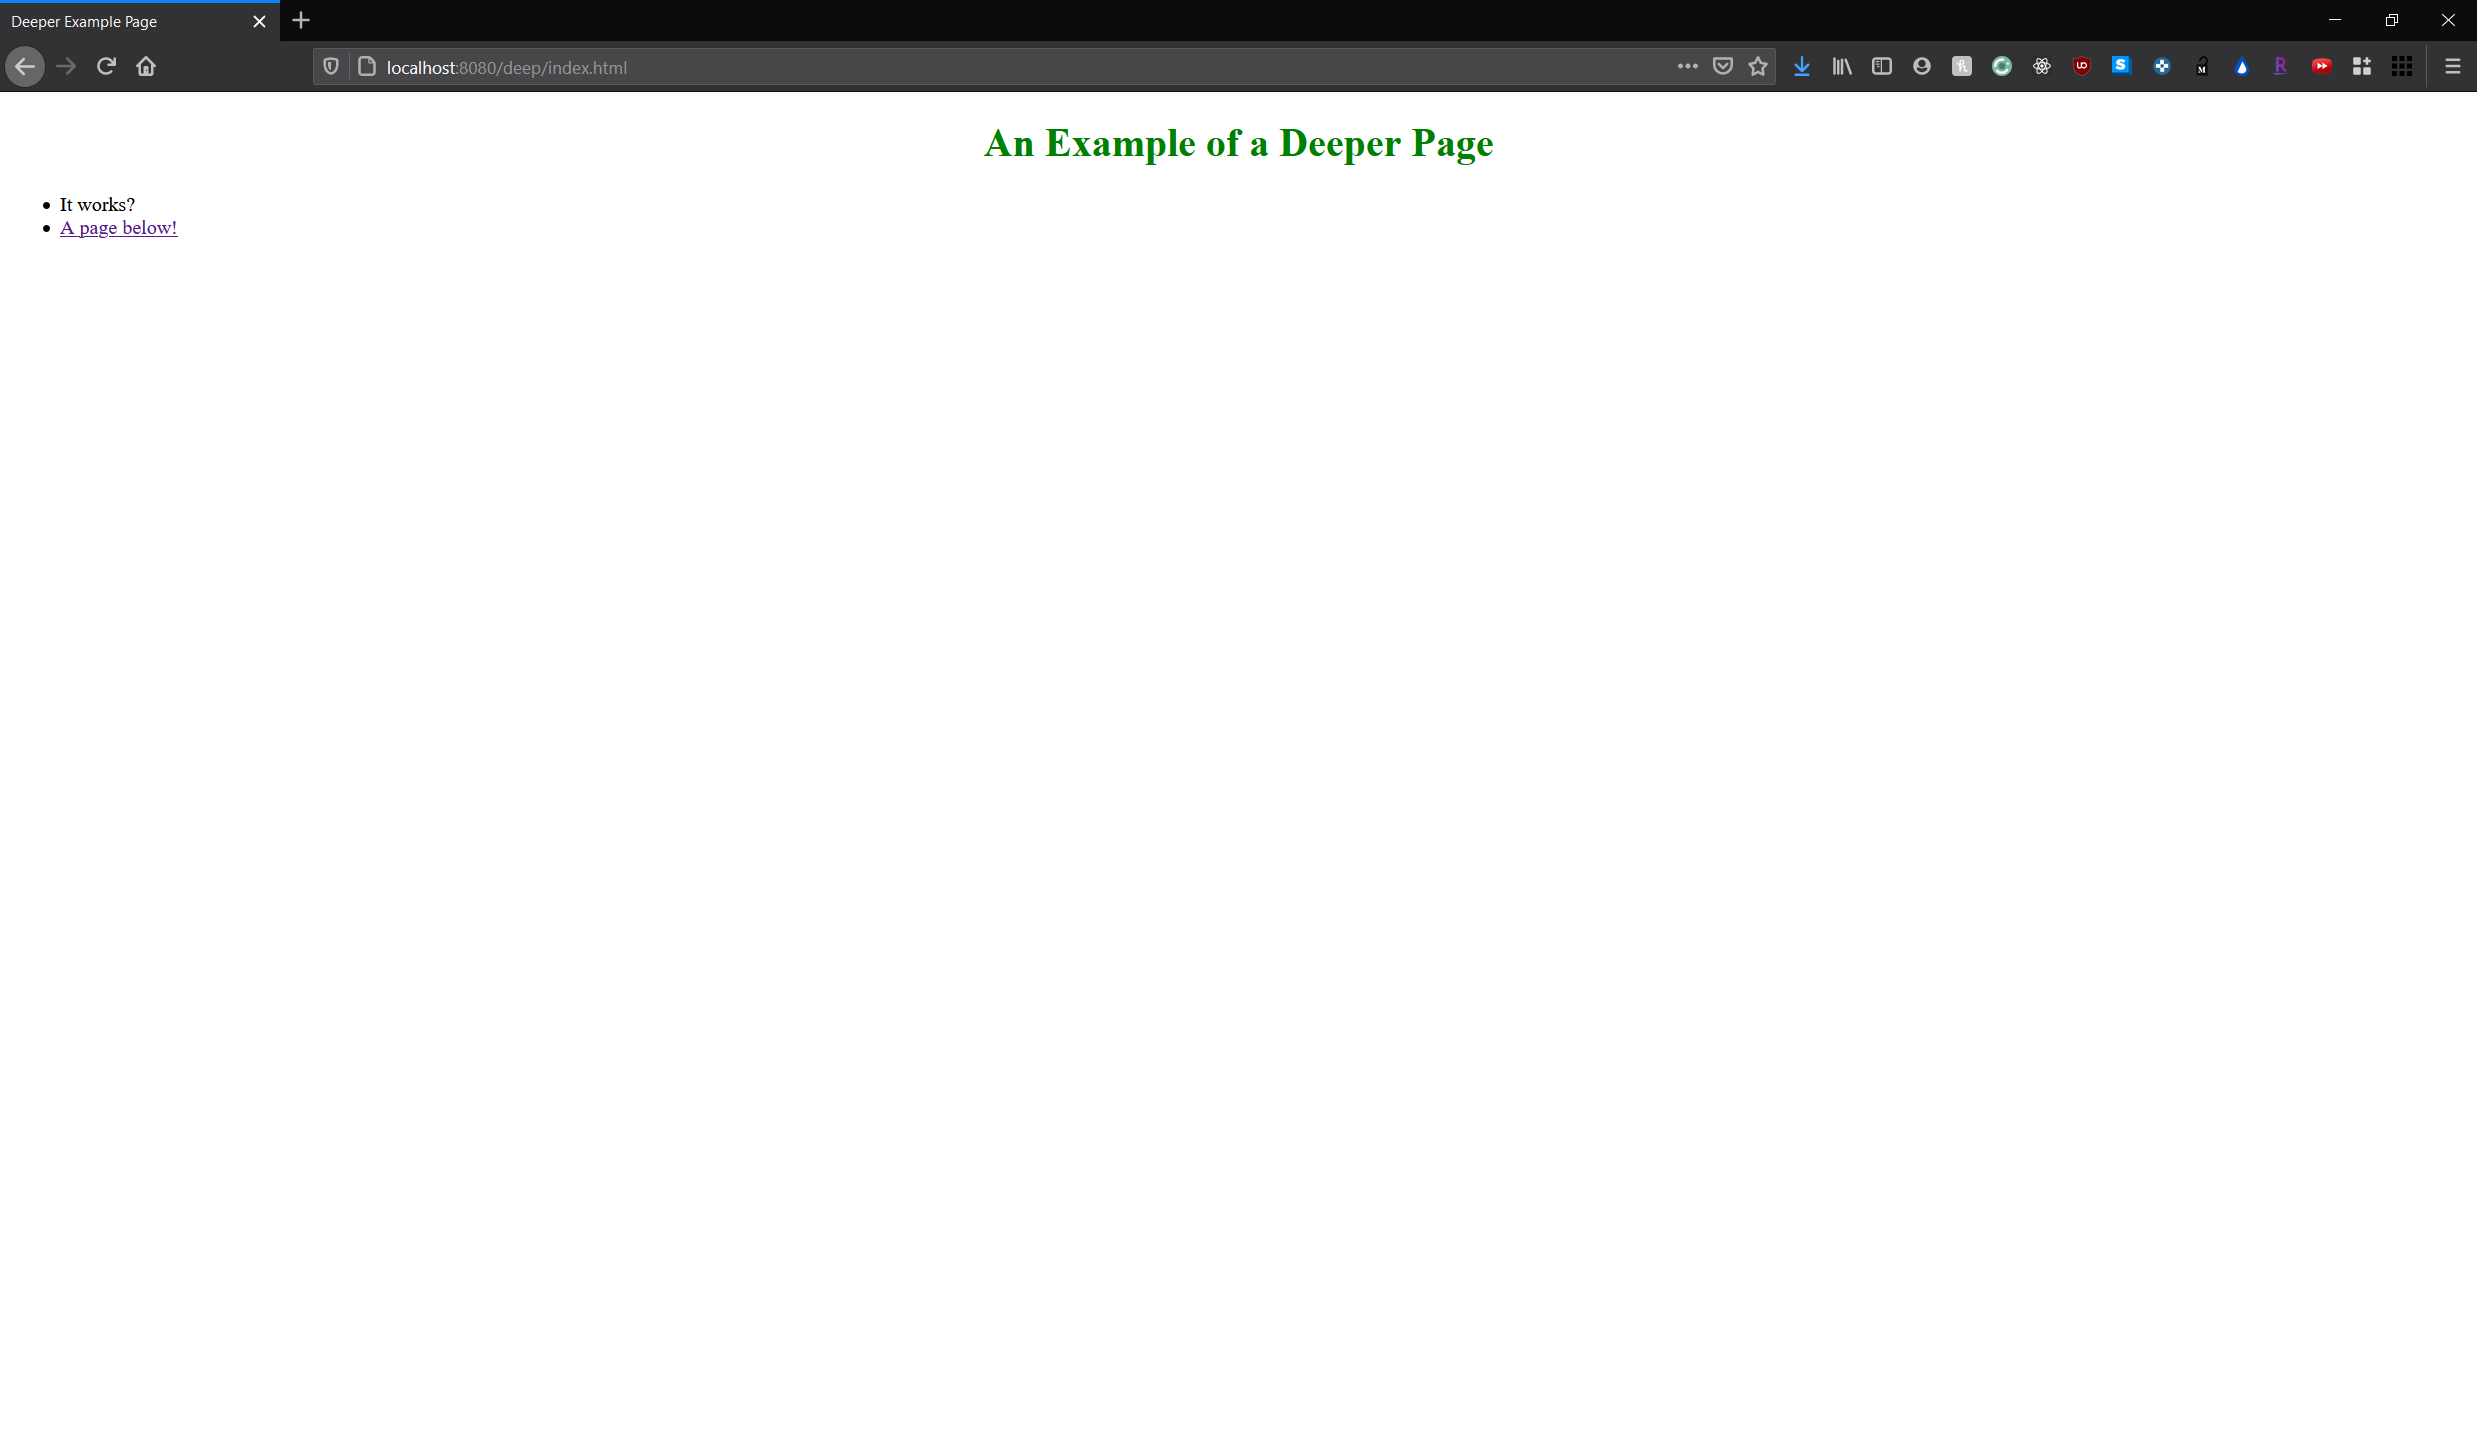 Deeper Example Page
localhost:8080/deep/index.html
An Example of a Deeper Page
It works?
A page below!